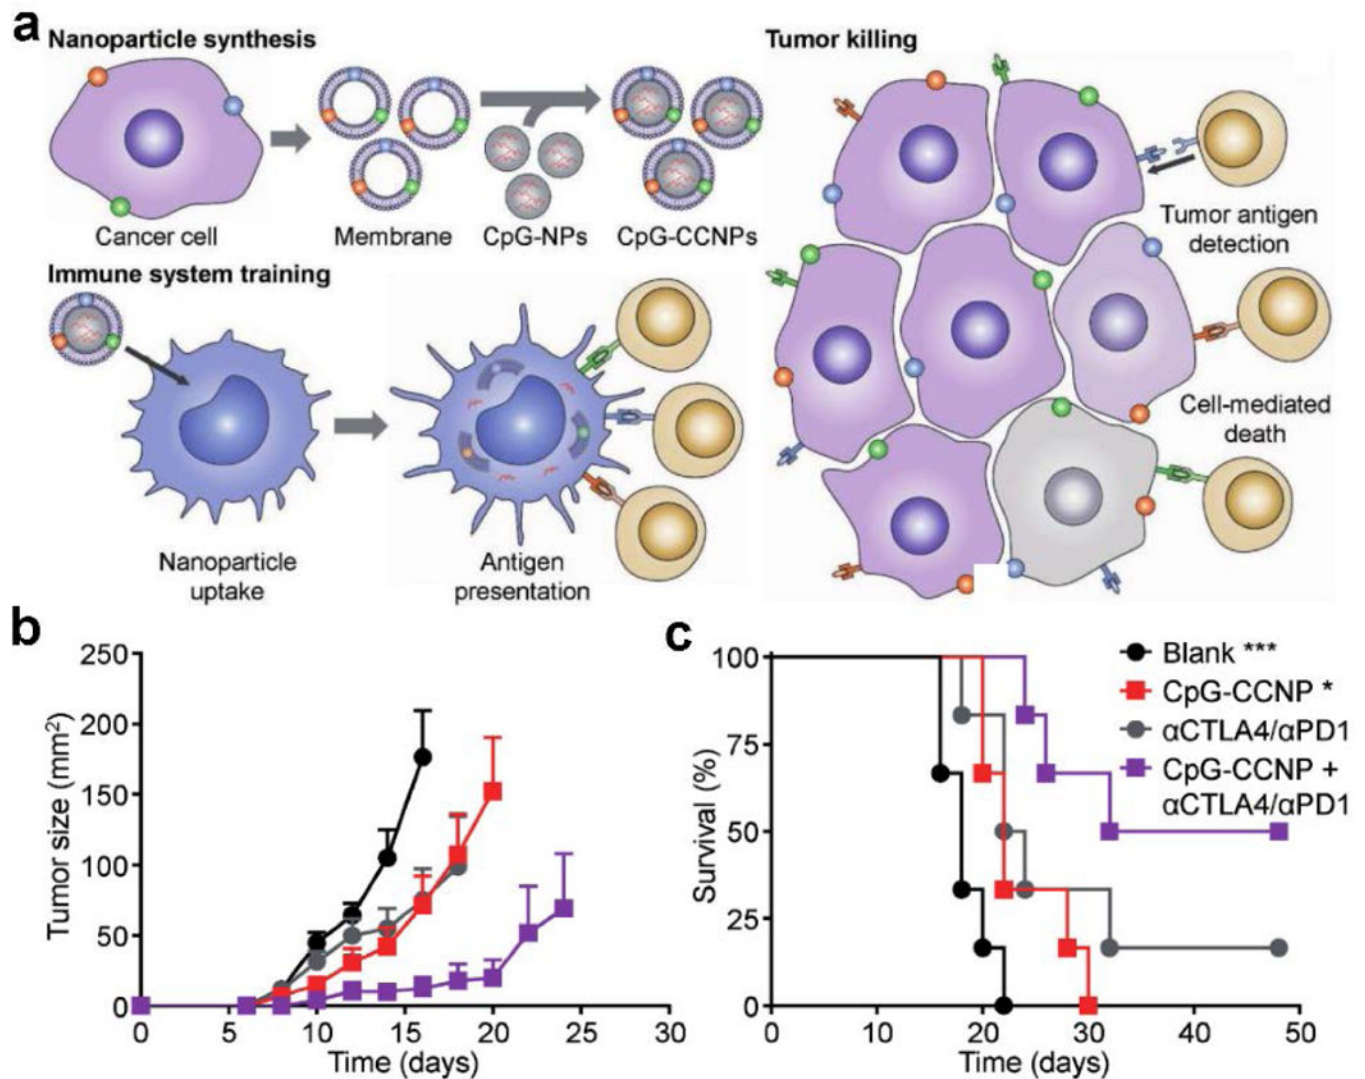 a
Nanoparticle synthesis
Cancer cell
Membrane
CpG-NPs
CpG-CCNPs
Immune system training
Nanoparticle
uptake
Antigen
presentation
Tumor killing
Tumor antigen
detection
Cell-mediated
death
b
Tumor size (mm²)
250
200
150
100
50
0
0 5 10 15 20 25 30
Time (days)
c
Survival (%)
100
75
50
25
0
0 10 20 30 40 50
Time (days)
Blank ***
CpG-CCNP *
αCTLA4/αPD1
CpG-CCNP +
αCTLA4/αPD1